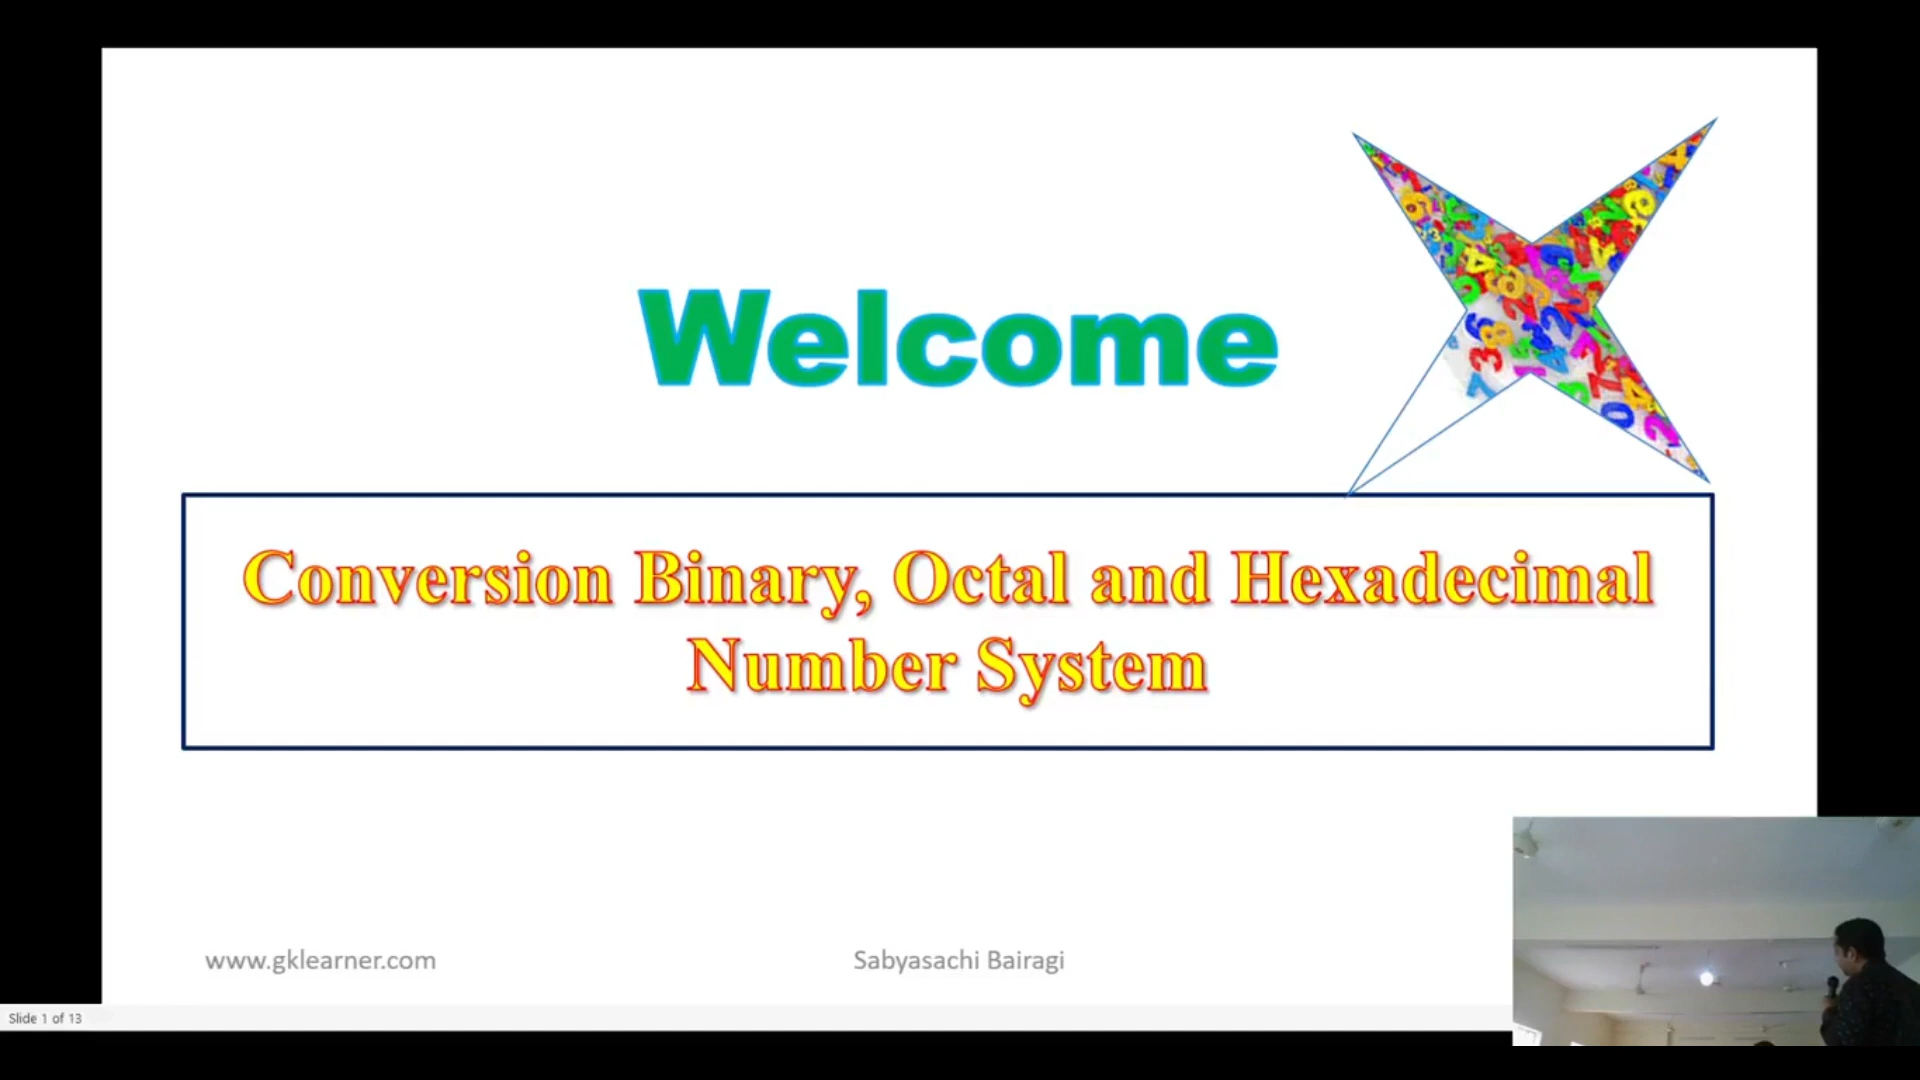 Welcome
Conversion Binary, Octal and Hexadecimal
Number System
www.gklearner.com
Sabyasachi Bairagi
Slide 1 of 13